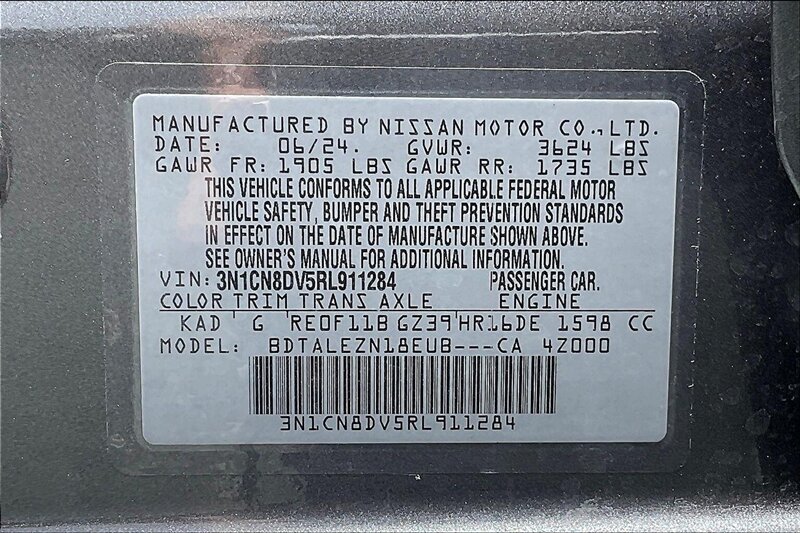 MANUFACTURED BY NISSAN MOTOR CO., LTD.
DATE: 06/24. GVWR: 3624 LBS
GAWR FR: 1905 LBS GAWR RR: 1735 LBS
THIS VEHICLE CONFORMS TO ALL APPLICABLE FEDERAL MOTOR
VEHICLE SAFETY, BUMPER AND THEFT PREVENTION STANDARDS
IN EFFECT ON THE DATE OF MANUFACTURE SHOWN ABOVE.
SEE OWNER'S MANUAL FOR ADDITIONAL INFORMATION.
VIN: 3N1CN8DV5RL911284 PASSENGER CAR.
COLOR TRIM TRANS AXLE ENGINE
KAD G RE0F11B GZ39 HR16DE 1598 CC
MODEL: BDTALEZN18EUB---CA 4Z000
3N1CN8DV5RL911284